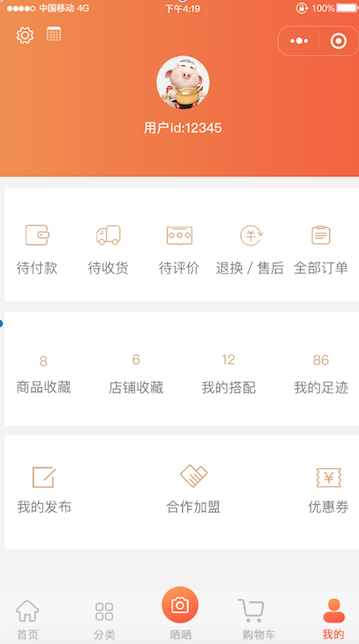 中国移动 4G 下午4:19 100%
用户id:12345
待付款 待收货 待评价 退换 / 售后 全部订单
8 6 12 86
商品收藏 店铺收藏 我的搭配 我的足迹
我的发布 合作加盟 优惠券
首页 分类 晒晒 购物车 我的